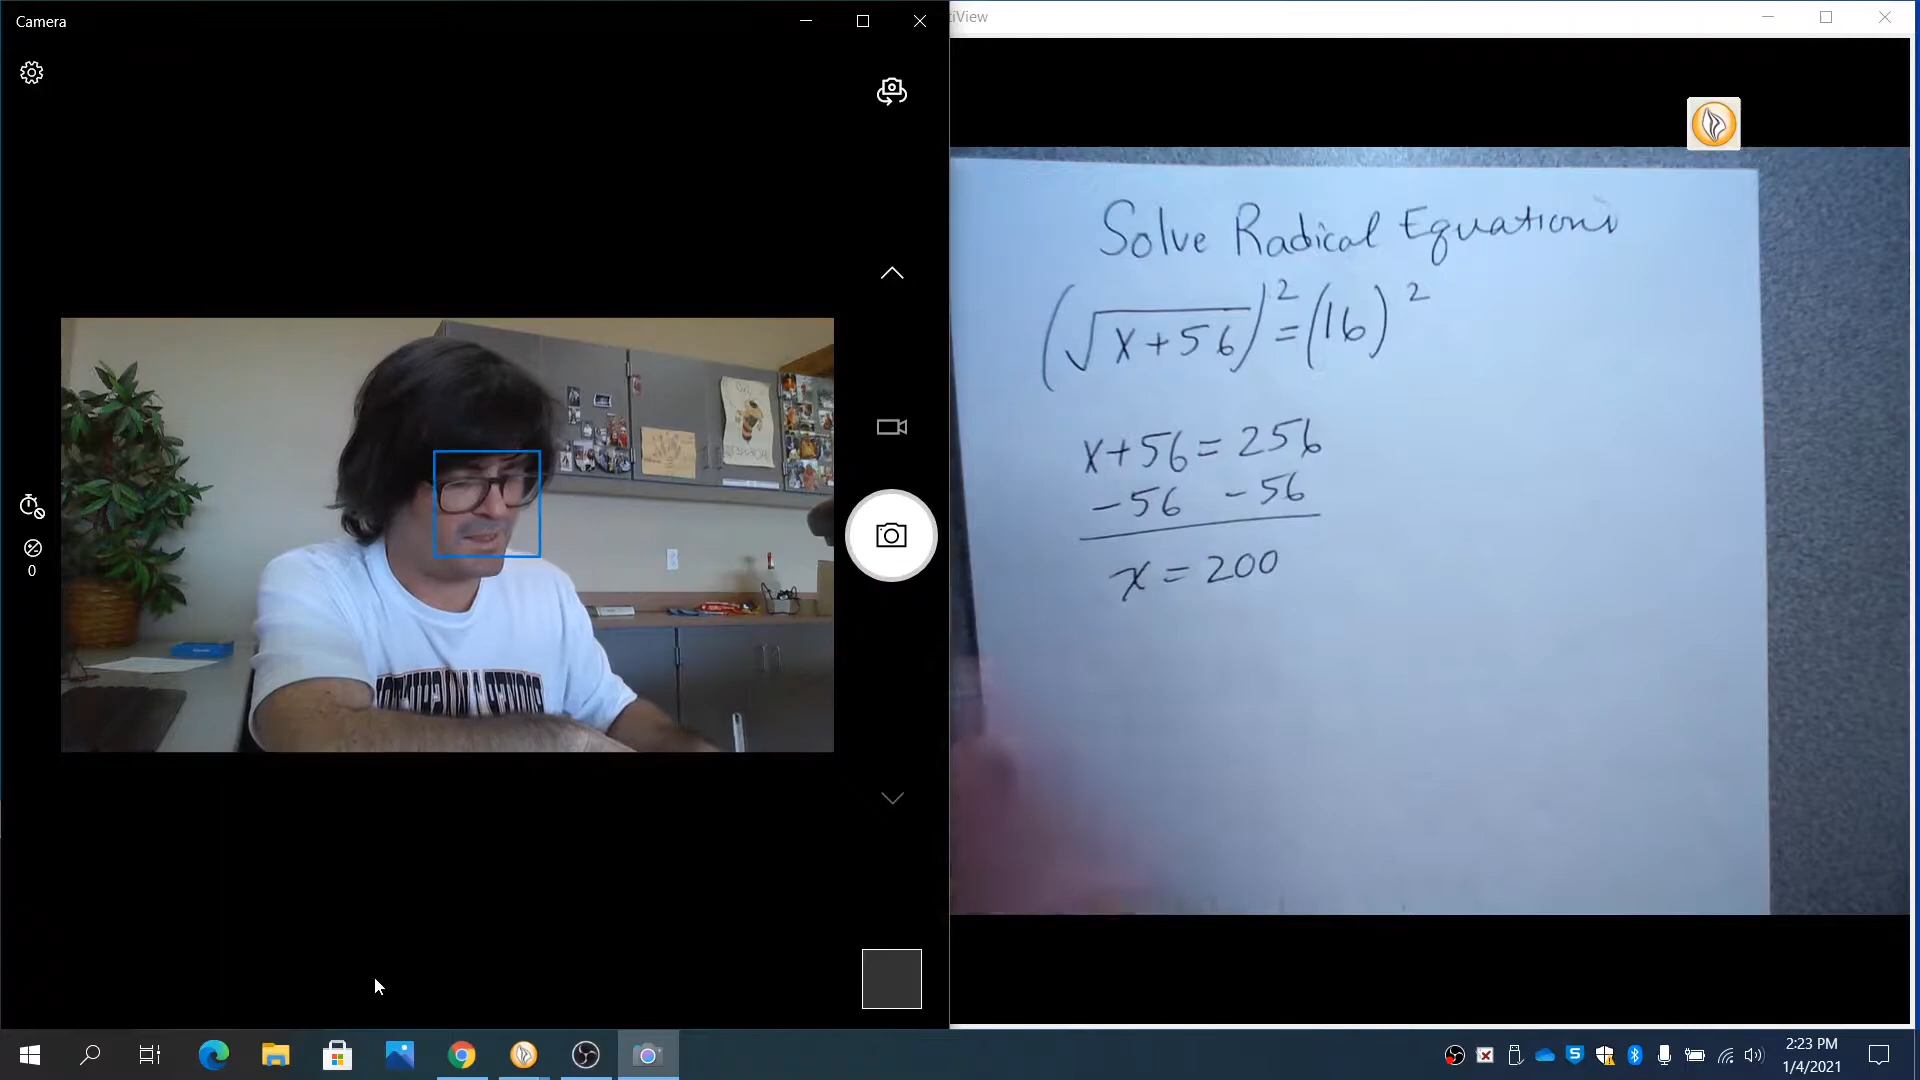 Camera
iView
Solve Radical Equations
(√x+56)² = (16)²
x+56 = 256
-56 -56
x = 200
0
2:23 PM
1/4/2021